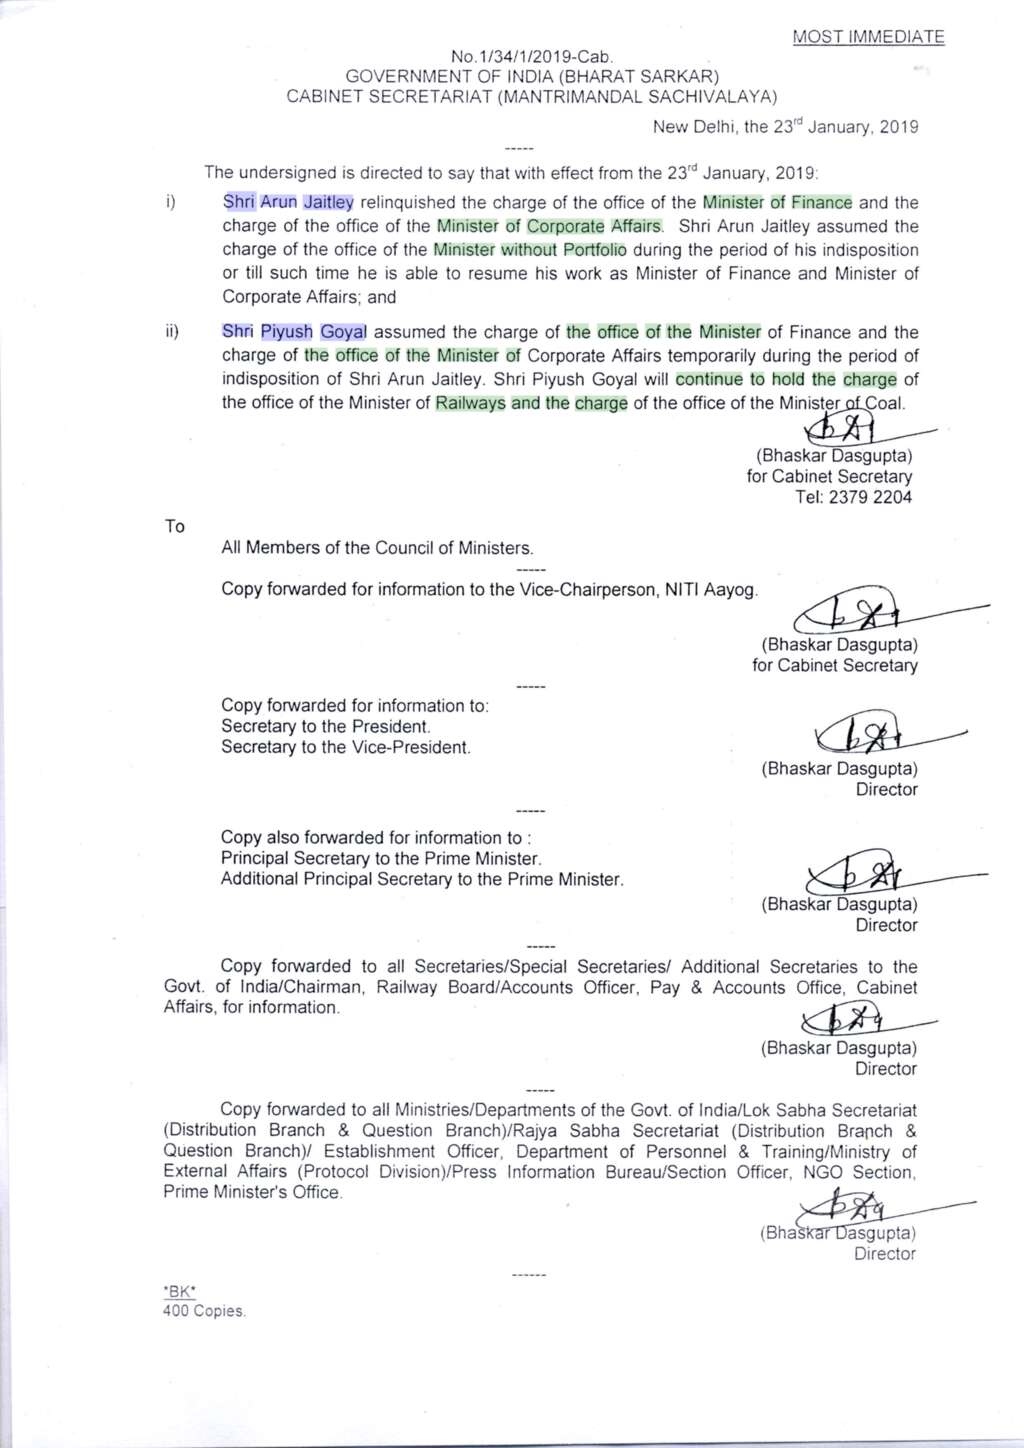 MOST IMMEDIATE
No.1/34/1/2019-Cab.
GOVERNMENT OF INDIA (BHARAT SARKAR)
CABINET SECRETARIAT (MANTRIMANDAL SACHIVALAYA)
New Delhi, the 23rd January, 2019
-----
The undersigned is directed to say that with effect from the 23rd January, 2019:
i) Shri Arun Jaitley relinquished the charge of the office of the Minister of Finance and the
charge of the office of the Minister of Corporate Affairs. Shri Arun Jaitley assumed the
charge of the office of the Minister without Portfolio during the period of his indisposition
or till such time he is able to resume his work as Minister of Finance and Minister of
Corporate Affairs; and
ii) Shri Piyush Goyal assumed the charge of the office of the Minister of Finance and the
charge of the office of the Minister of Corporate Affairs temporarily during the period of
indisposition of Shri Arun Jaitley. Shri Piyush Goyal will continue to hold the charge of
the office of the Minister of Railways and the charge of the office of the Minister of Coal.
(Bhaskar Dasgupta)
for Cabinet Secretary
Tel: 2379 2204
To
All Members of the Council of Ministers.
-----
Copy forwarded for information to the Vice-Chairperson, NITI Aayog.
(Bhaskar Dasgupta)
for Cabinet Secretary
-----
Copy forwarded for information to:
Secretary to the President.
Secretary to the Vice-President.
(Bhaskar Dasgupta)
Director
-----
Copy also forwarded for information to :
Principal Secretary to the Prime Minister.
Additional Principal Secretary to the Prime Minister.
(Bhaskar Dasgupta)
Director
-----
Copy forwarded to all Secretaries/Special Secretaries/ Additional Secretaries to the
Govt. of India/Chairman, Railway Board/Accounts Officer, Pay & Accounts Office, Cabinet
Affairs, for information.
(Bhaskar Dasgupta)
Director
-----
Copy forwarded to all Ministries/Departments of the Govt. of India/Lok Sabha Secretariat
(Distribution Branch & Question Branch)/Rajya Sabha Secretariat (Distribution Branch &
Question Branch)/ Establishment Officer, Department of Personnel & Training/Ministry of
External Affairs (Protocol Division)/Press Information Bureau/Section Officer, NGO Section,
Prime Minister's Office.
(Bhaskar Dasgupta)
Director
------
*BK*
400 Copies.